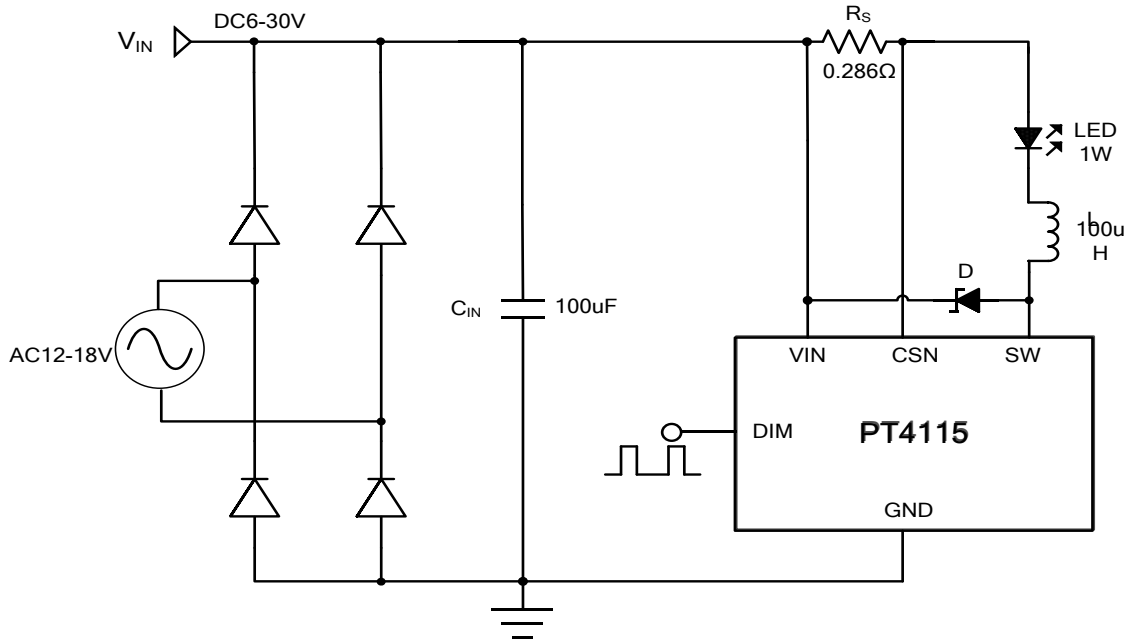 DC6-30V
VIN
RS
0.286Ω
LED
1W
L
100u
H
D
CIN
100uF
AC12-18V
VIN
CSN
SW
DIM
PT4115
GND